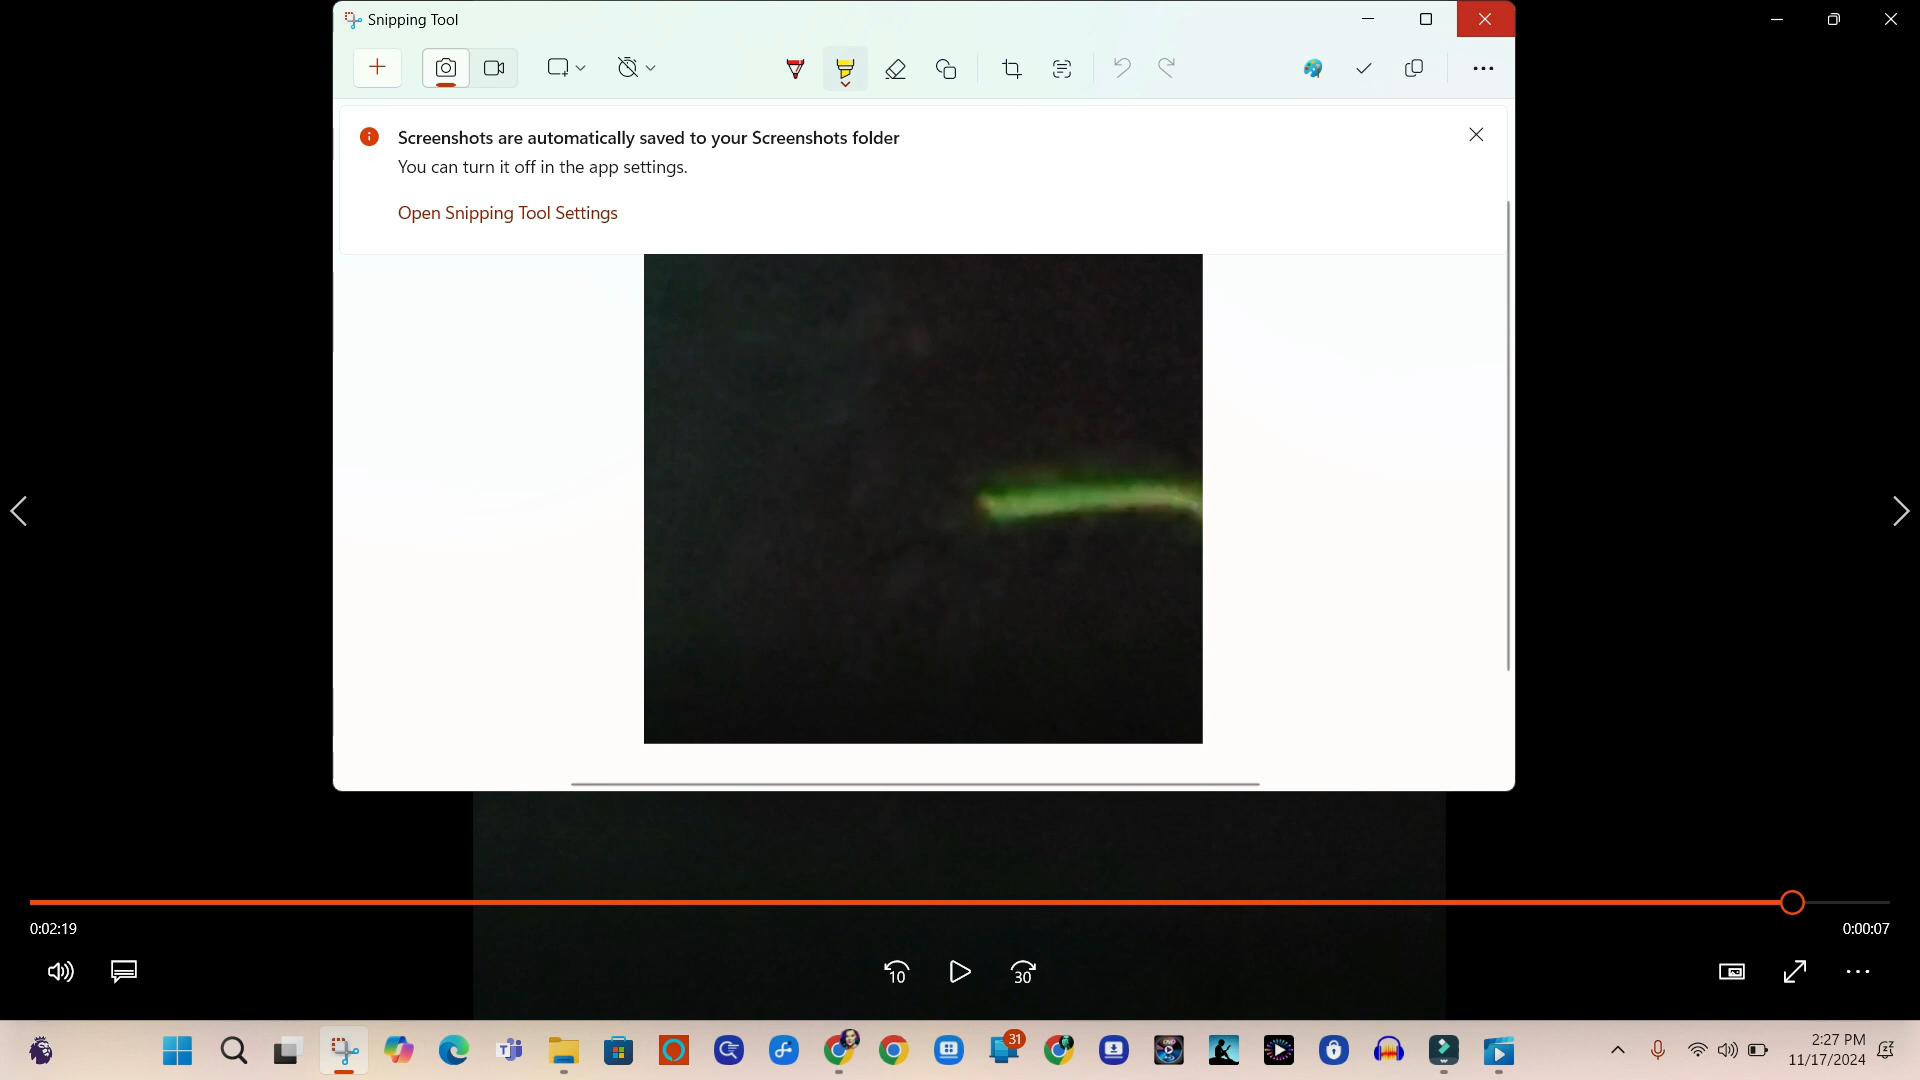 Snipping Tool
Screenshots are automatically saved to your Screenshots folder
You can turn it off in the app settings.
Open Snipping Tool Settings
0:02:19
0:00:07
10
30
31
2:27 PM
11/17/2024